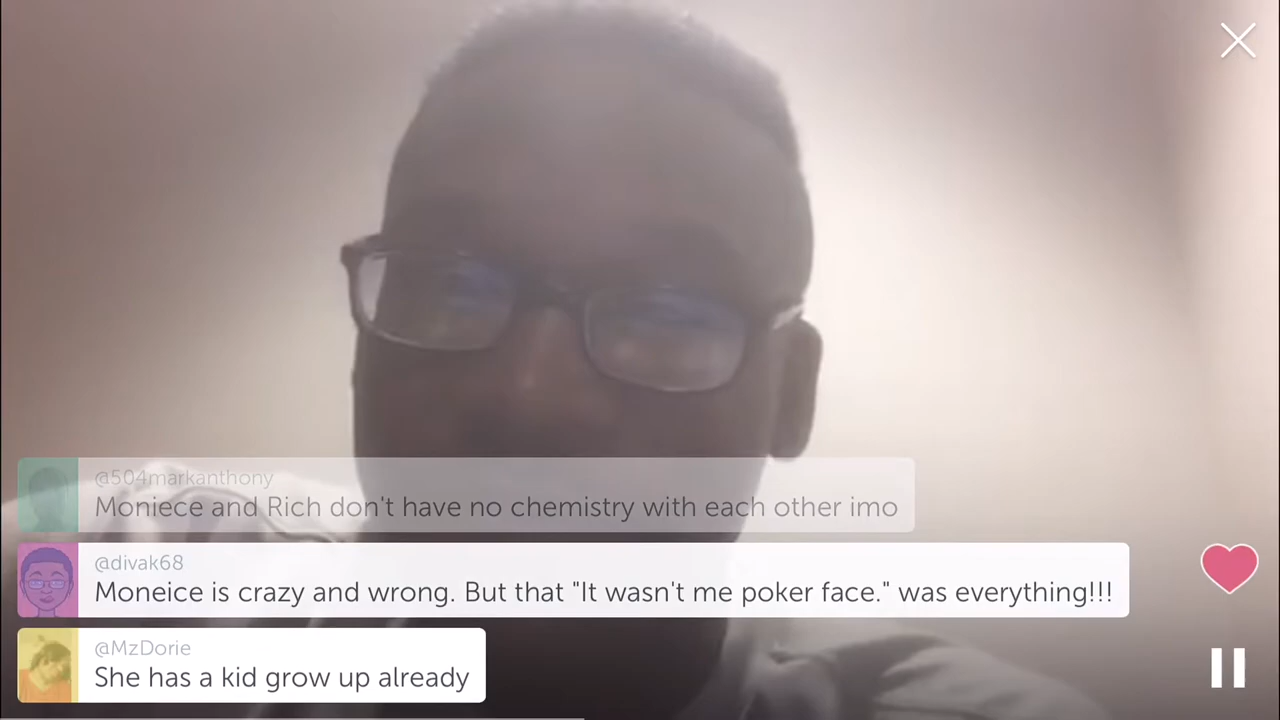 @504markanthony
Moniece and Rich don't have no chemistry with each other imo
@divak68
Moneice is crazy and wrong. But that "It wasn't me poker face." was everything!!!
@MzDorie
She has a kid grow up already